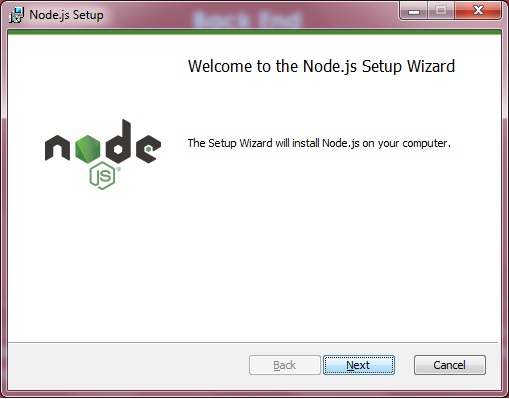 Back End
Node.js Setup
Welcome to the Node.js Setup Wizard
node
JS®
The Setup Wizard will install Node.js on your computer.
Back
Next
Cancel